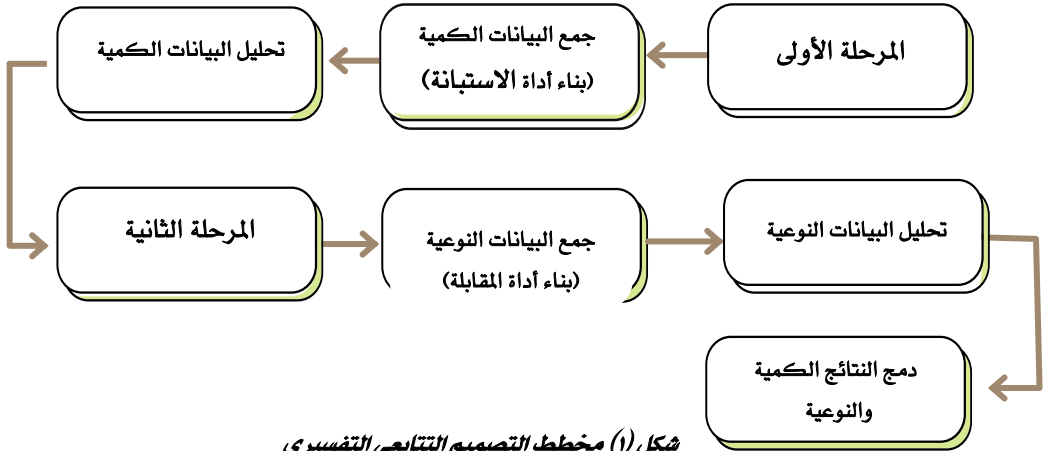 المرحلة الأولى
جمع البيانات الكمية
(بناء أداة الاستبانة)
تحليل البيانات الكمية
المرحلة الثانية
جمع البيانات النوعية
(بناء أداة المقابلة)
تحليل البيانات النوعية
دمج النتائج الكمية
والنوعية
شكل (١) مخطط التصميم التتابعي التفسيري